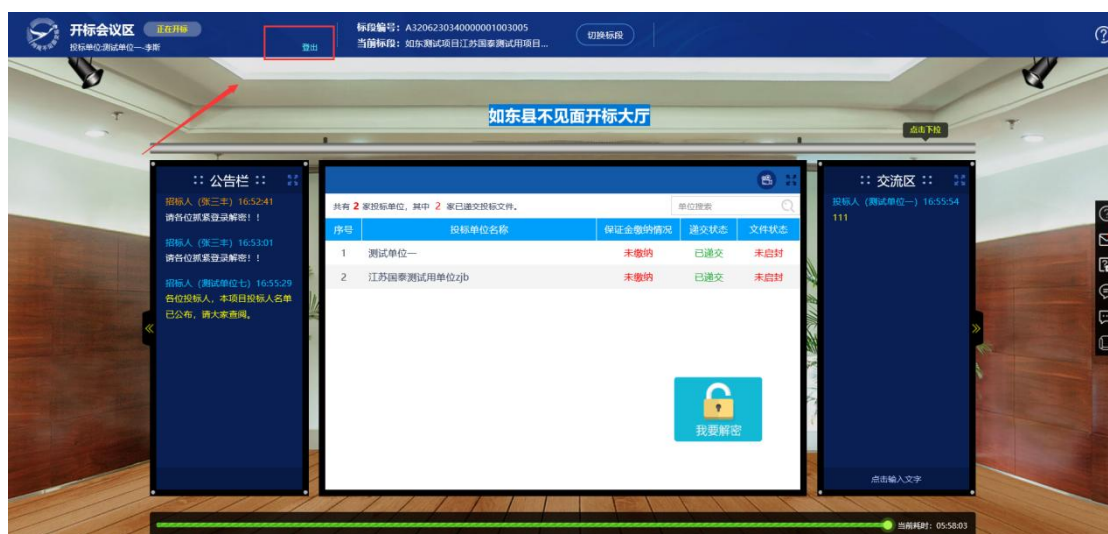 开标会议区 正在开标
投标单位:测试单位一-李斯
登出
标段编号：A3206230340000001003005
当前标段：如东测试项目江苏国泰测试用项目...
切换标段
如东县不见面开标大厅
点击下拉
:: 公告栏 ::
招标人（张三丰）16:52:41
请各位抓紧登录解密！！
招标人（张三丰）16:53:01
请各位抓紧登录解密！！
招标人（测试单位七）16:55:29
各位投标人，本项目投标人名单
已公布，请大家查阅。
共有 2 家投标单位，其中 2 家已递交投标文件。
单位搜索
序号 投标单位名称 保证金缴纳情况 递交状态 文件状态
1 测试单位一 未缴纳 已递交 未启封
2 江苏国泰测试用单位zjb 未缴纳 已递交 未启封
我要解密
:: 交流区 ::
投标人（测试单位一）16:55:54
111
点击输入文字
当前耗时：05:58:03